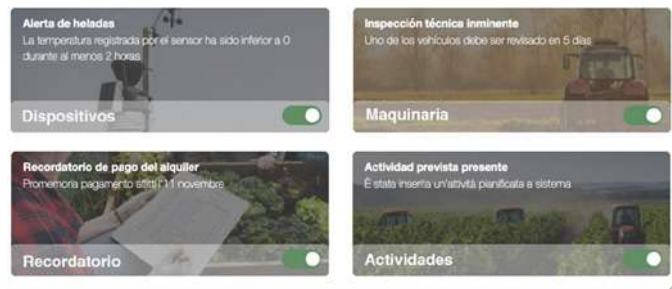 Alerta de heladas
La temperatura registrada por el sensor ha sido inferior a 0
durante al menos 2 horas
Dispositivos
Inspección técnica inminente
Uno de los vehículos debe ser revisado en 5 días
Maquinaria
Recordatorio de pago del alquiler
Promemoria pagamento affitti 11 novembre
Recordatorio
Actividad prevista presente
È stata inserita un'attività pianificata a sistema
Actividades